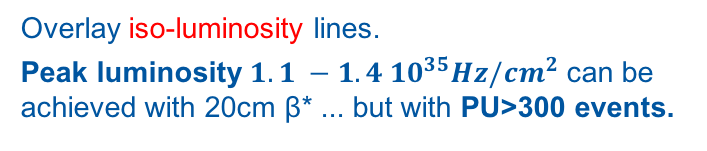 Overlay iso-luminosity lines.
Peak luminosity 1.1 − 1.4 10³⁵ Hz/cm² can be
achieved with 20cm β* ... but with PU>300 events.